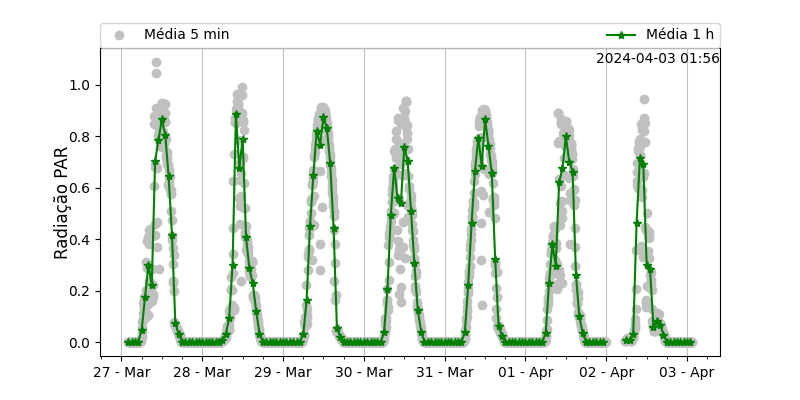 Média 5 min
Média 1 h
2024-04-03 01:56
Radiação PAR
1.0
0.8
0.6
0.4
0.2
0.0
27 - Mar
28 - Mar
29 - Mar
30 - Mar
31 - Mar
01 - Apr
02 - Apr
03 - Apr